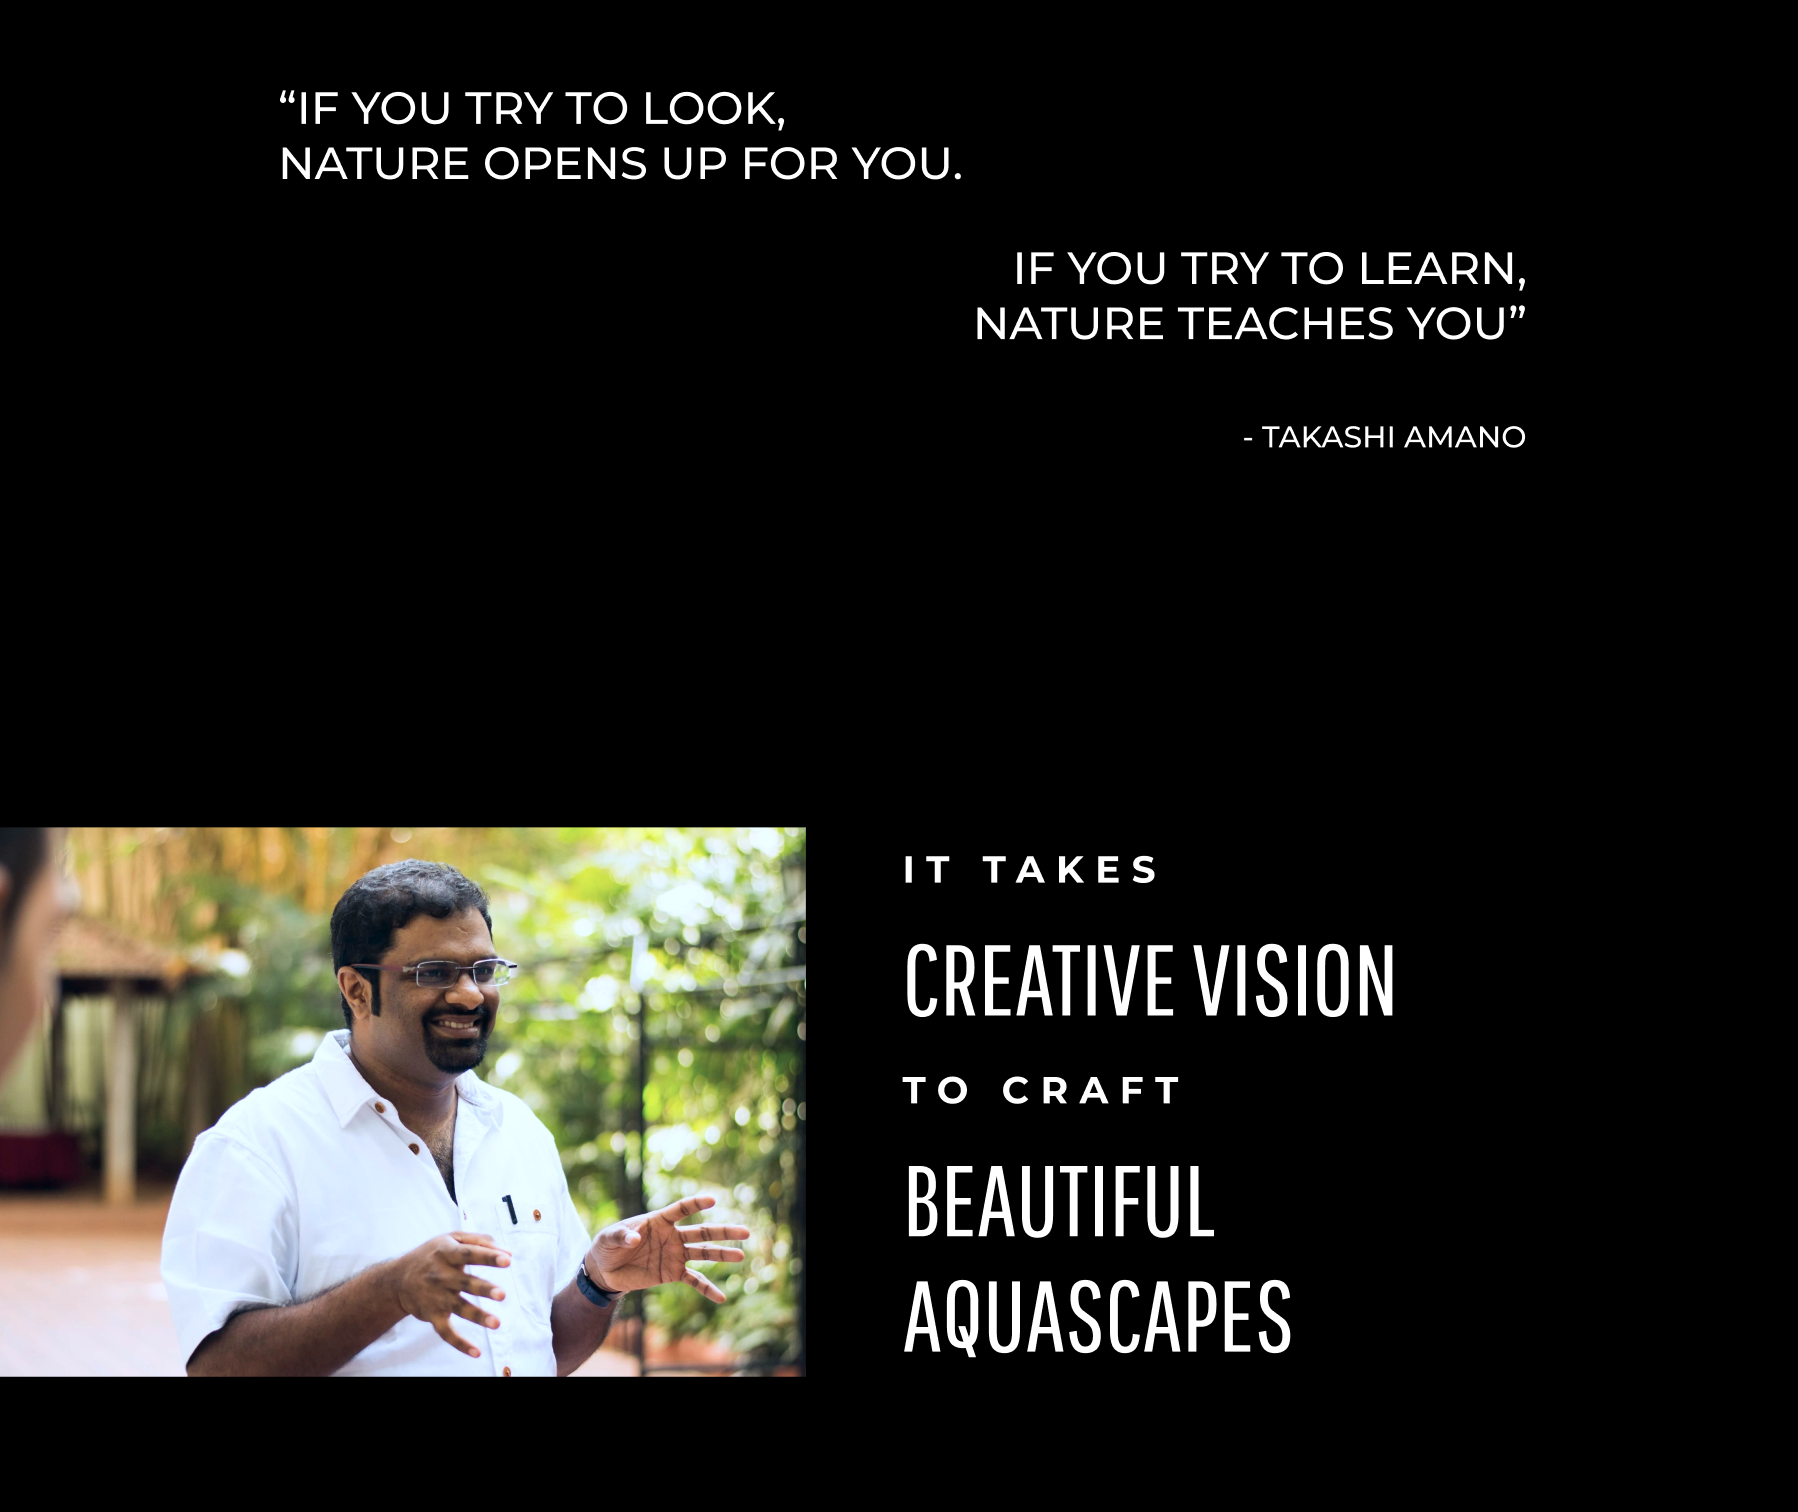 “IF YOU TRY TO LOOK,
NATURE OPENS UP FOR YOU.
IF YOU TRY TO LEARN,
NATURE TEACHES YOU”
- TAKASHI AMANO
IT TAKES
CREATIVE VISION
TO CRAFT
BEAUTIFUL
AQUASCAPES